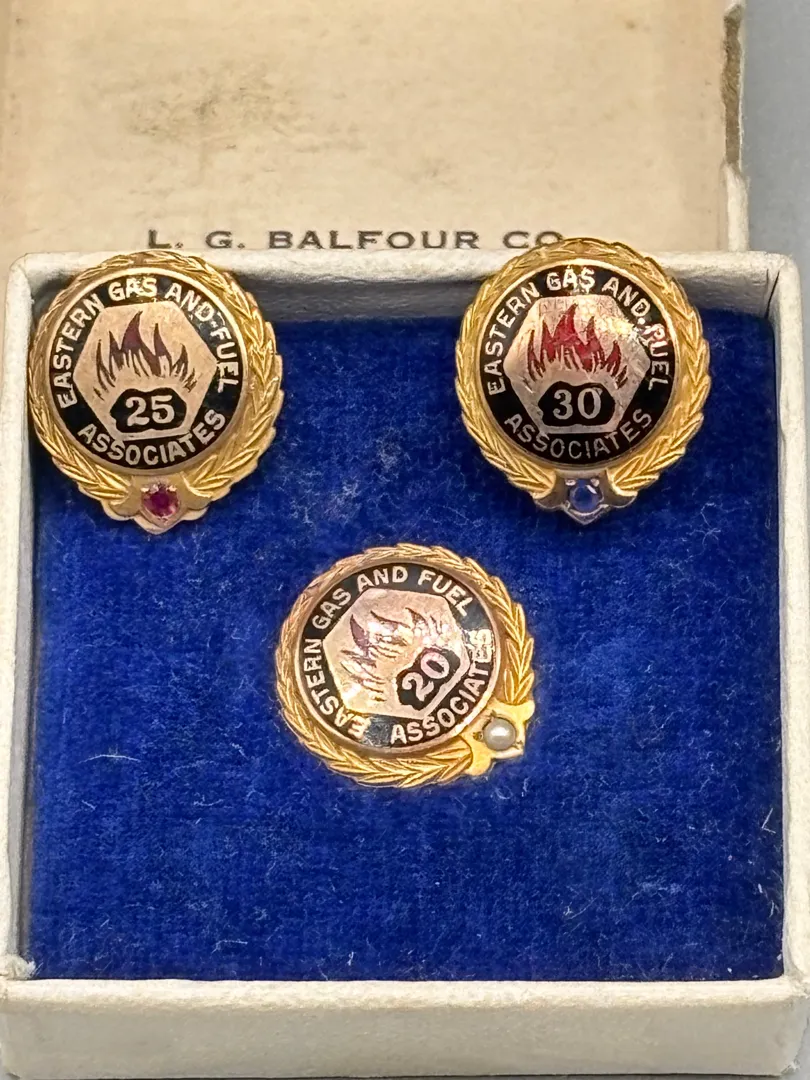 L. G. BALFOUR CO.
EASTERN GAS AND FUEL
ASSOCIATES
25
EASTERN GAS AND FUEL
ASSOCIATES
30
EASTERN GAS AND FUEL
ASSOCIATES
20